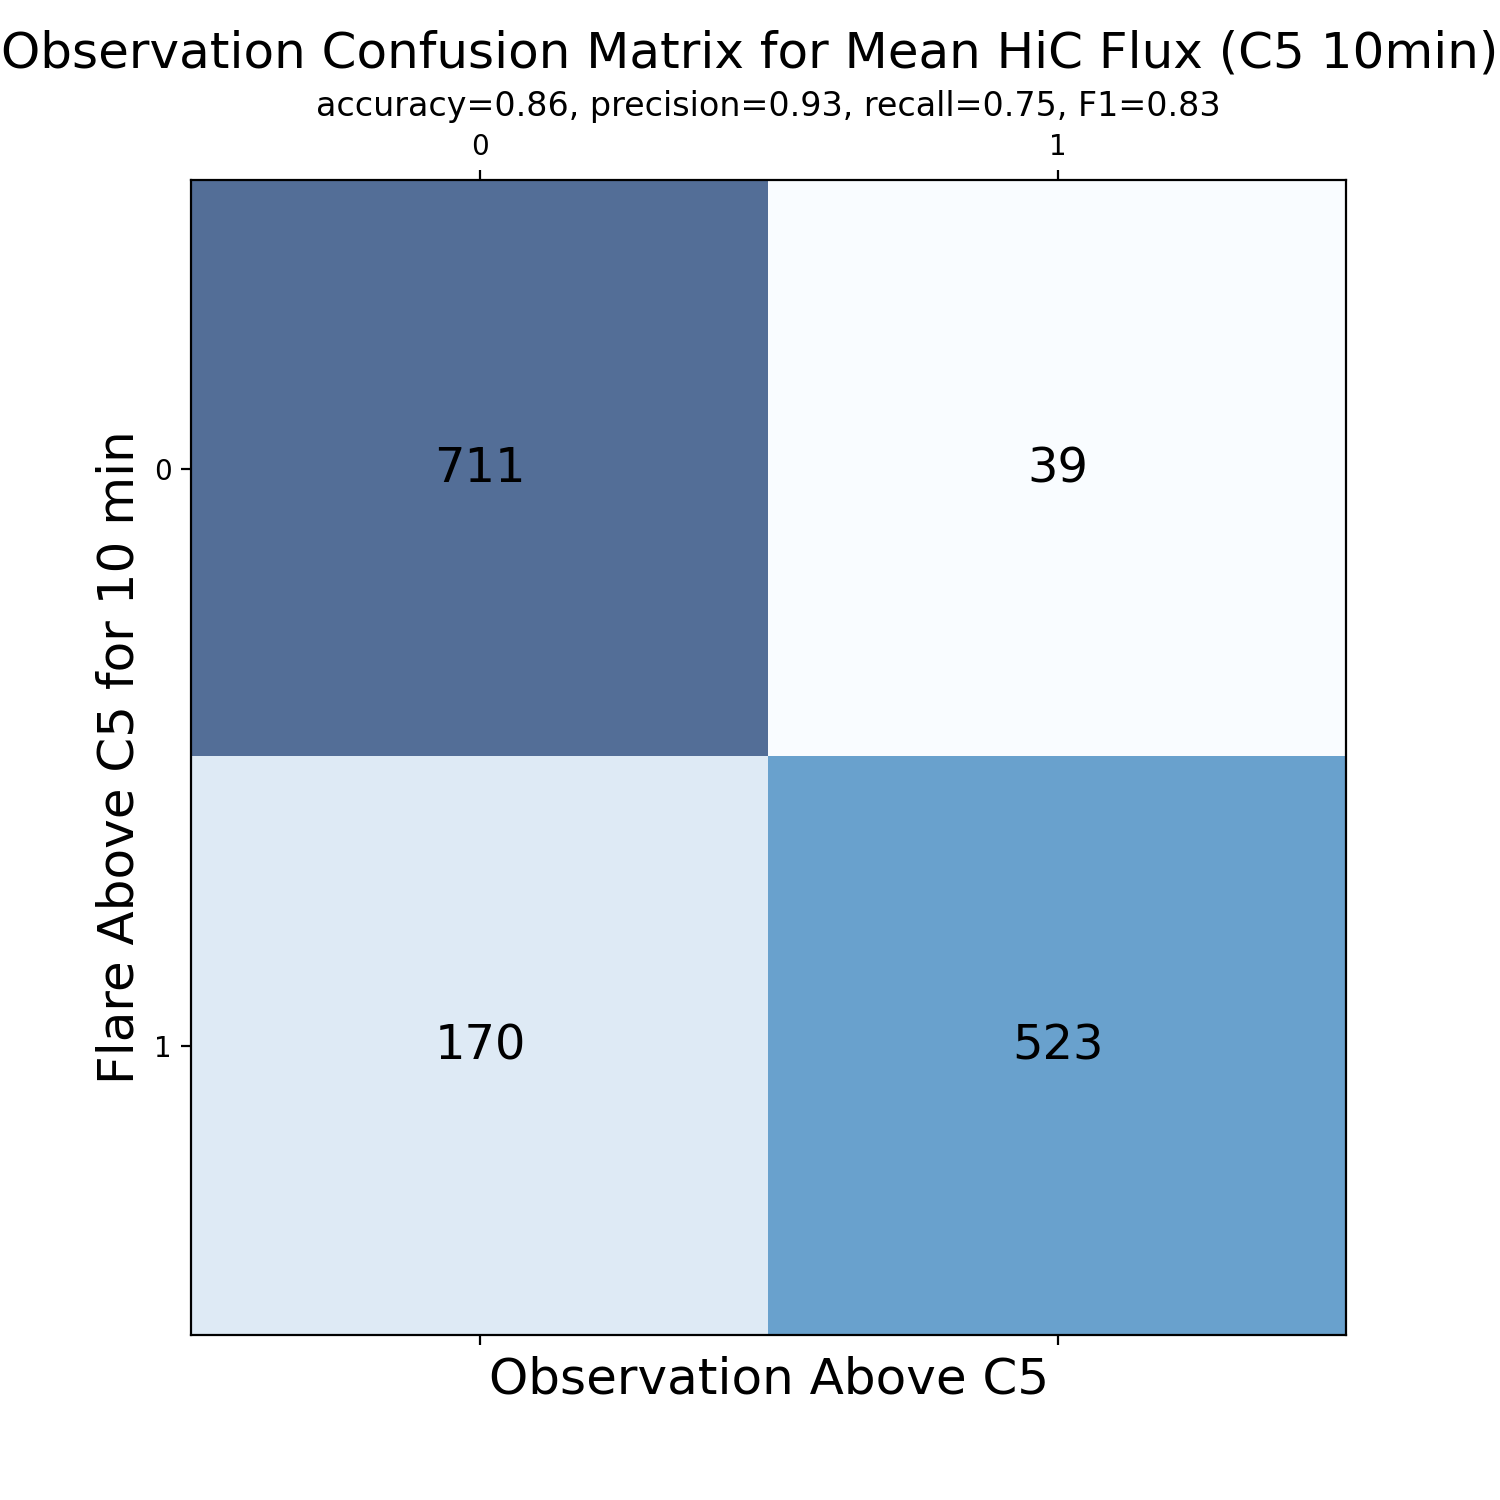 Observation Confusion Matrix for Mean HiC Flux (C5 10min)
accuracy=0.86, precision=0.93, recall=0.75, F1=0.83
0 1
Flare Above C5 for 10 min
0
711 39
1
170 523
Observation Above C5